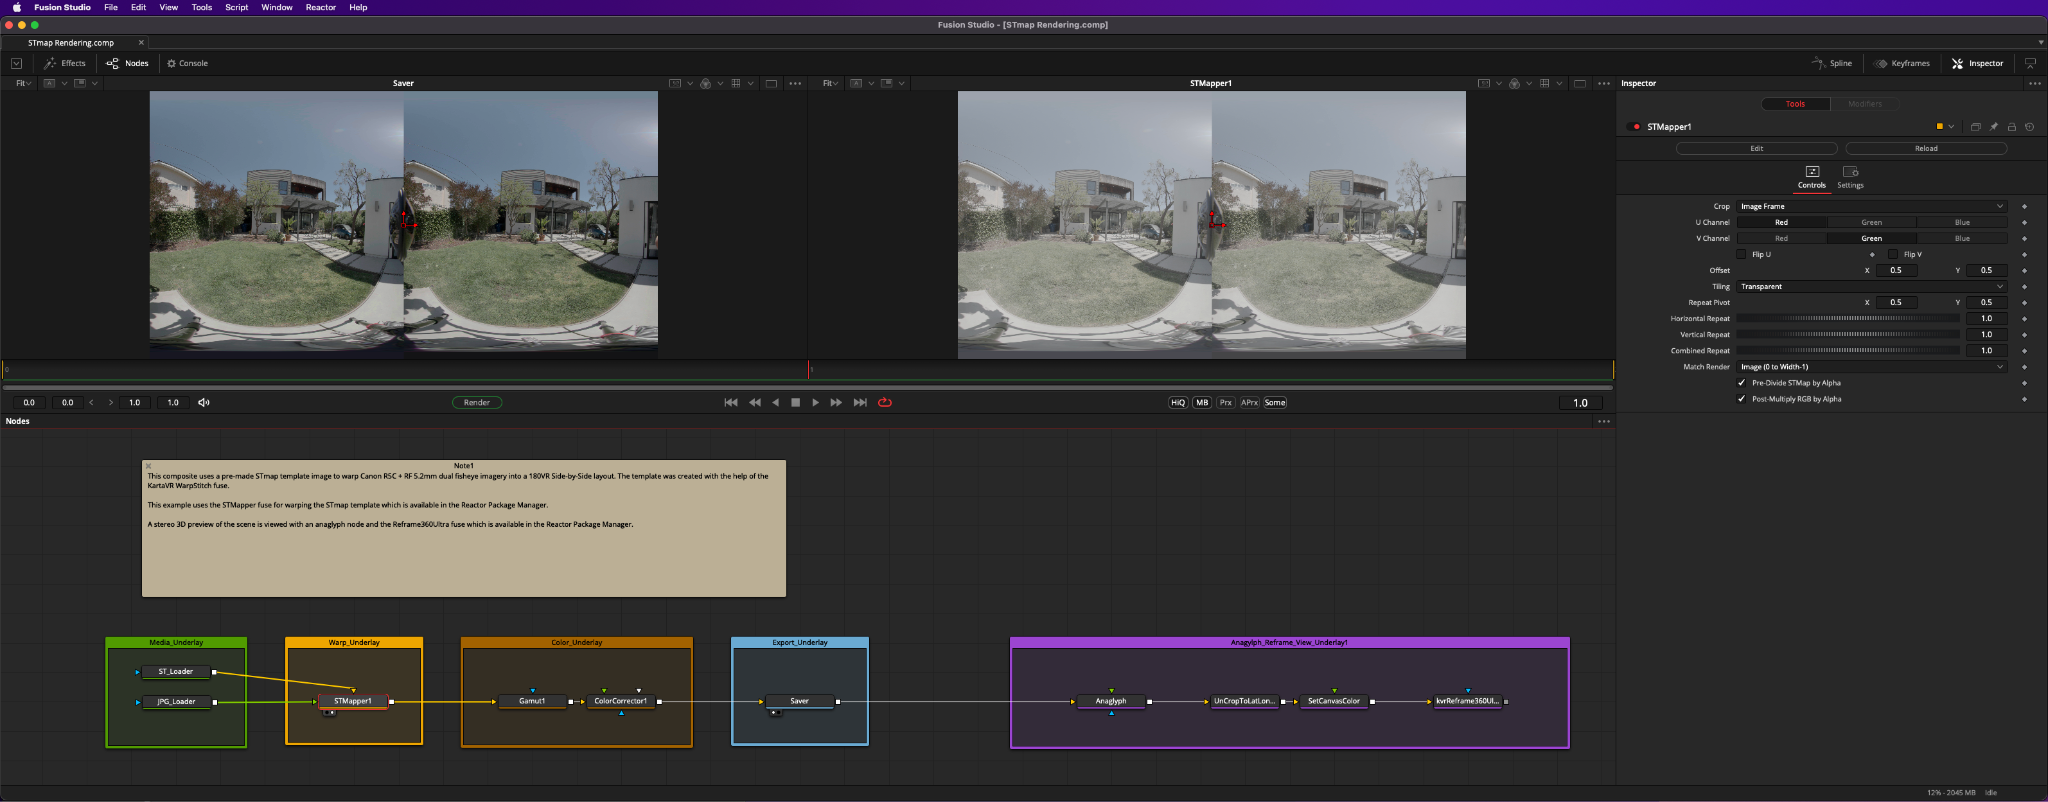 Fusion Studio File Edit View Tools Script Window Reactor Help
Fusion Studio - [STmap Rendering.comp]
STmap Rendering.comp
Effects Nodes Console Spline Keyframes Inspector
Fit Saver Fit STMapper1 Inspector
Tools Modifiers
STMapper1
Edit Reload
Controls Settings
Crop Image Frame
U Channel Red Green Blue
V Channel Red Green Blue
Flip U Flip V
Offset X 0.5 Y 0.5
Tiling Transparent
Repeat Pivot X 0.5 Y 0.5
Horizontal Repeat 1.0
Vertical Repeat 1.0
Combined Repeat 1.0
Match Render Image (0 to Width-1)
Pre-Divide STMap by Alpha
Post-Multiply RGB by Alpha
0 1
0.0 0.0 1.0 1.0 Render HiQ MB Prx APrx Some 1.0
Nodes
Note1
This composite uses a pre-made STmap template image to warp Canon R5C + RF 5.2mm dual fisheye imagery into a 180VR Side-by-Side layout. The template was created with the help of the
KartaVR WarpStitch fuse.
This example uses the STMapper fuse for warping the STmap template which is available in the Reactor Package Manager.
A stereo 3D preview of the scene is viewed with an anaglyph node and the Reframe360Ultra fuse which is available in the Reactor Package Manager.
Media_Underlay Warp_Underlay Color_Underlay Export_Underlay Anagylph_Reframe_View_Underlay1
ST_Loader
JPG_Loader STMapper1 Gamut1 ColorCorrector1 Saver Anaglyph UnCropToLatLon... SetCanvasColor kvrReframe360Ul...
12% - 2045 MB Idle